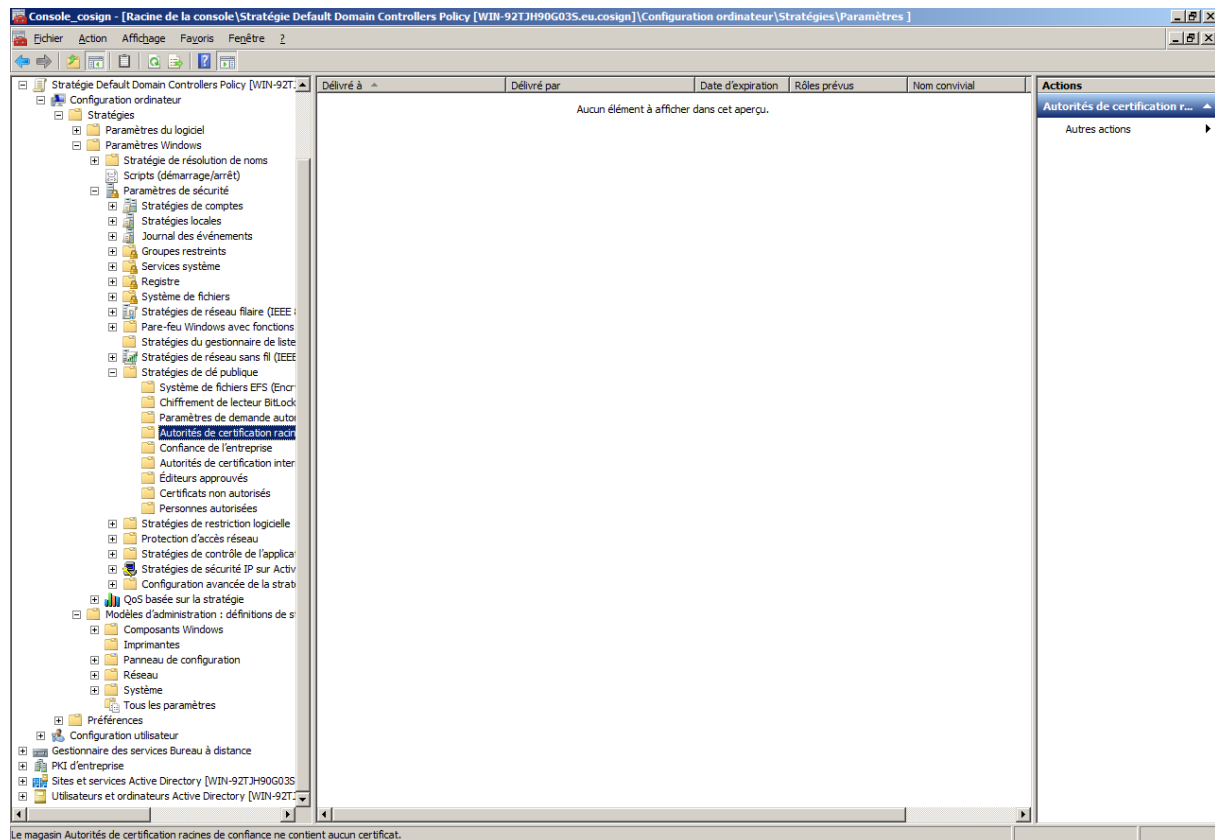 Console_cosign - [Racine de la console\Stratégie Default Domain Controllers Policy [WIN-92TJH90G03S.eu.cosign]\Configuration ordinateur\Stratégies\Paramètres ]
Fichier Action Affichage Favoris Fenêtre ?
Stratégie Default Domain Controllers Policy [WIN-92T.
Configuration ordinateur
Stratégies
Paramètres du logiciel
Paramètres Windows
Stratégie de résolution de noms
Scripts (démarrage/arrêt)
Paramètres de sécurité
Stratégies de comptes
Stratégies locales
Journal des événements
Groupes restreints
Services système
Registre
Système de fichiers
Stratégies de réseau filaire (IEEE 8
Pare-feu Windows avec fonctions
Stratégies du gestionnaire de liste
Stratégies de réseau sans fil (IEEE
Stratégies de clé publique
Système de fichiers EFS (Encr
Chiffrement de lecteur BitLock
Paramètres de demande autor
Autorités de certification racin
Confiance de l'entreprise
Autorités de certification inter
Éditeurs approuvés
Certificats non autorisés
Personnes autorisées
Stratégies de restriction logicielle
Protection d'accès réseau
Stratégies de contrôle de l'applica
Stratégies de sécurité IP sur Activ
Configuration avancée de la strat
QoS basée sur la stratégie
Modèles d'administration : définitions de s
Composants Windows
Imprimantes
Panneau de configuration
Réseau
Système
Tous les paramètres
Préférences
Configuration utilisateur
Gestionnaire des services Bureau à distance
PKI d'entreprise
Sites et services Active Directory [WIN-92TJH90G03S
Utilisateurs et ordinateurs Active Directory [WIN-92T.
Délivré à Délivré par Date d'expiration Rôles prévus Nom convivial
Aucun élément à afficher dans cet aperçu.
Actions
Autorités de certification r...
Autres actions
Le magasin Autorités de certification racines de confiance ne contient aucun certificat.